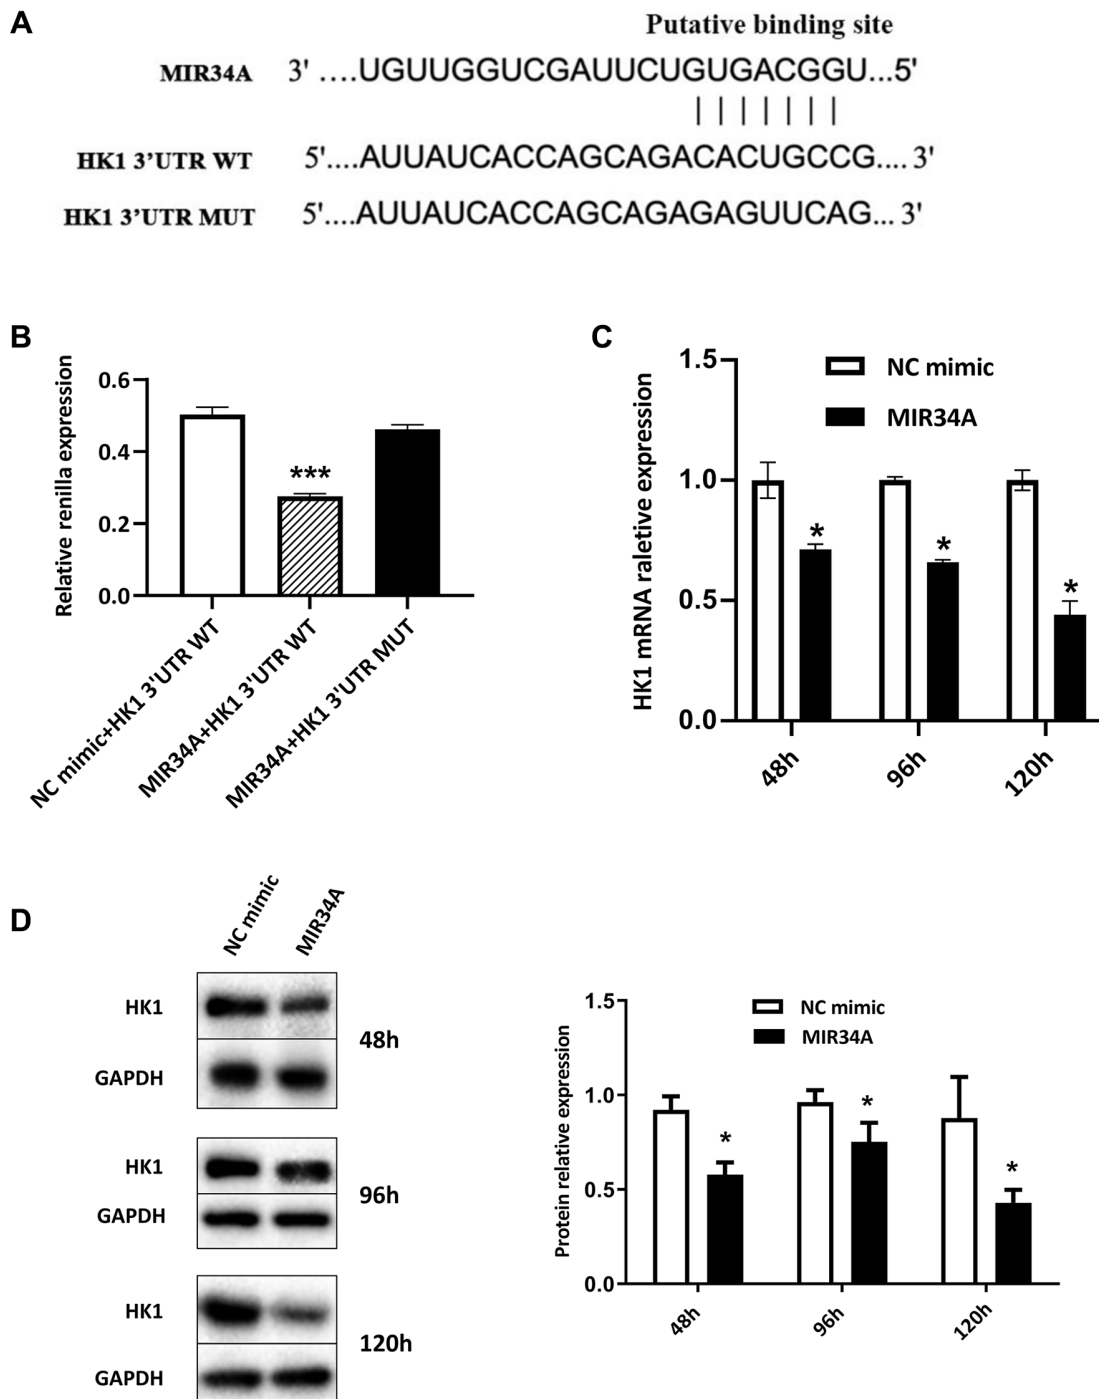 A
Putative binding site
MIR34A 3' ....UGUUGGUCGAUUCUGUGACGGU...5'
HK1 3'UTR WT 5'....AUUAUCACCAGCAGACACUGCCG.... 3'
HK1 3'UTR MUT 5'....AUUAUCACCAGCAGAGAGUUCAG... 3'
B
Relative renilla expression
0.6
0.4
0.2
0.0
***
NC mimic+HK1 3'UTR WT
MIR34A+HK1 3'UTR WT
MIR34A+HK1 3'UTR MUT
C
HK1 mRNA raletive expression
1.5
1.0
0.5
0.0
NC mimic
MIR34A
* * *
48h 96h 120h
D
NC mimic MIR34A
HK1
GAPDH
48h
HK1
GAPDH
96h
HK1
GAPDH
120h
Protein relative expression
1.5
1.0
0.5
0.0
NC mimic
MIR34A
* * *
48h 96h 120h